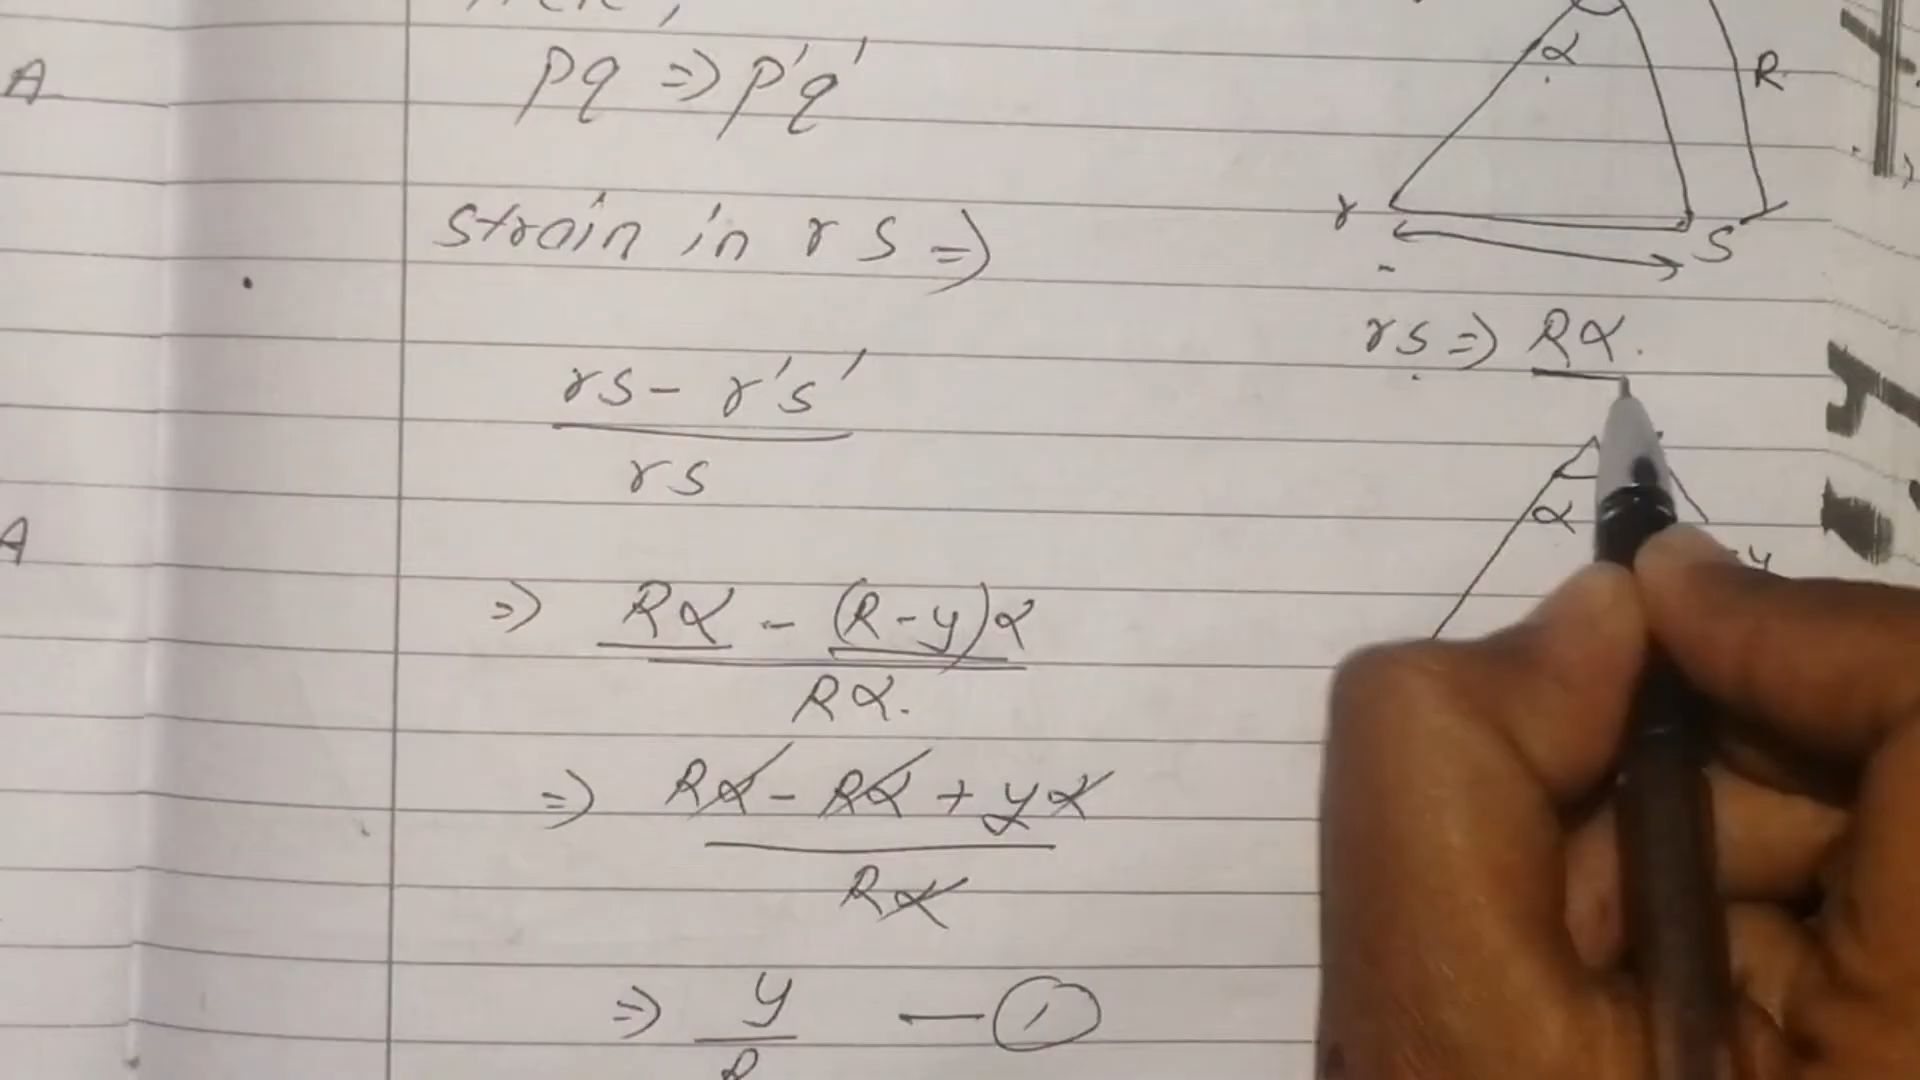 A
pq => p'q'
α
R
strain in rs =>
r
S
rs - r's'
rs
rs => Rα.
A
α
y
=> Rα - (R-y)α
Rα.
=> Rα - Rα + yα
Rα
=> y — 1
R